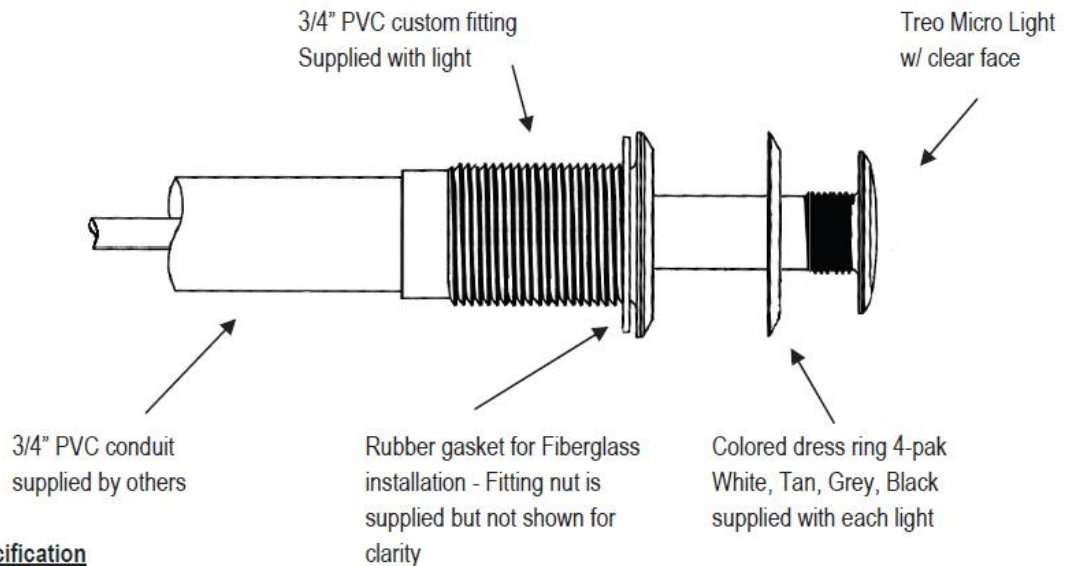 3/4” PVC custom fitting
Supplied with light
Treo Micro Light
w/ clear face
3/4” PVC conduit
supplied by others
Rubber gasket for Fiberglass
installation - Fitting nut is
supplied but not shown for
clarity
Colored dress ring 4-pak
White, Tan, Grey, Black
supplied with each light
cification